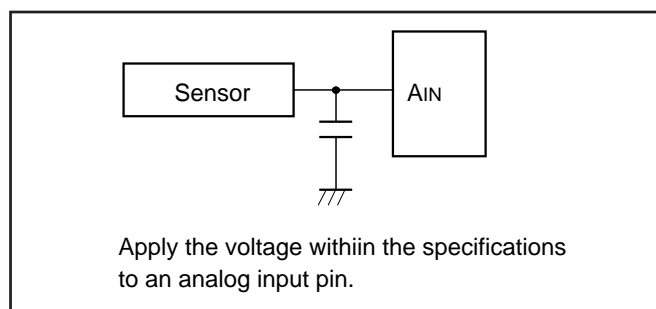 Sensor
AIN
Apply the voltage withiin the specifications
to an analog input pin.